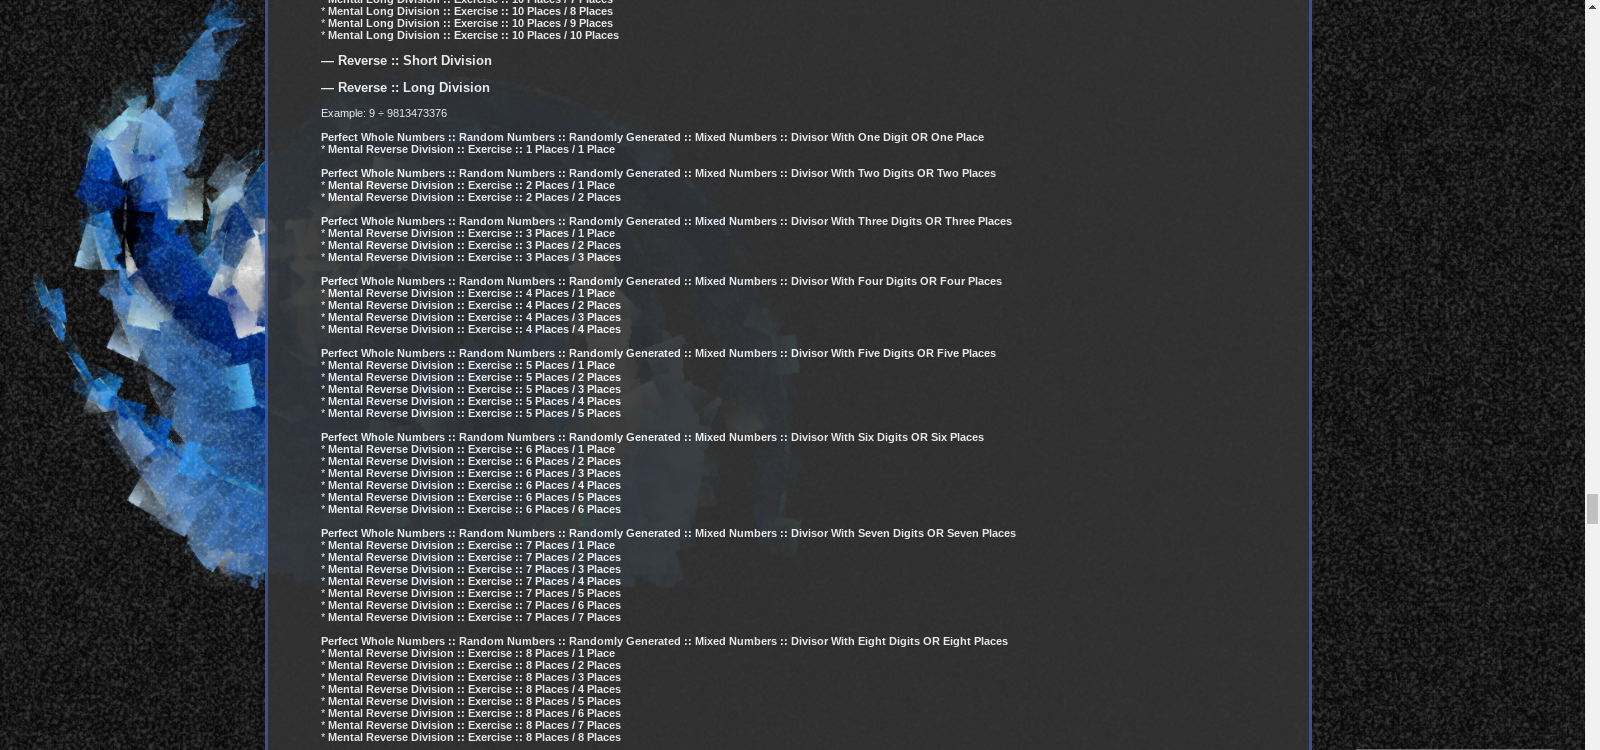 * Mental Long Division :: Exercise :: 10 Places / 7 Places
* Mental Long Division :: Exercise :: 10 Places / 8 Places
* Mental Long Division :: Exercise :: 10 Places / 9 Places
* Mental Long Division :: Exercise :: 10 Places / 10 Places
— Reverse :: Short Division
— Reverse :: Long Division
Example: 9 ÷ 9813473376
Perfect Whole Numbers :: Random Numbers :: Randomly Generated :: Mixed Numbers :: Divisor With One Digit OR One Place
* Mental Reverse Division :: Exercise :: 1 Places / 1 Place
Perfect Whole Numbers :: Random Numbers :: Randomly Generated :: Mixed Numbers :: Divisor With Two Digits OR Two Places
* Mental Reverse Division :: Exercise :: 2 Places / 1 Place
* Mental Reverse Division :: Exercise :: 2 Places / 2 Places
Perfect Whole Numbers :: Random Numbers :: Randomly Generated :: Mixed Numbers :: Divisor With Three Digits OR Three Places
* Mental Reverse Division :: Exercise :: 3 Places / 1 Place
* Mental Reverse Division :: Exercise :: 3 Places / 2 Places
* Mental Reverse Division :: Exercise :: 3 Places / 3 Places
Perfect Whole Numbers :: Random Numbers :: Randomly Generated :: Mixed Numbers :: Divisor With Four Digits OR Four Places
* Mental Reverse Division :: Exercise :: 4 Places / 1 Place
* Mental Reverse Division :: Exercise :: 4 Places / 2 Places
* Mental Reverse Division :: Exercise :: 4 Places / 3 Places
* Mental Reverse Division :: Exercise :: 4 Places / 4 Places
Perfect Whole Numbers :: Random Numbers :: Randomly Generated :: Mixed Numbers :: Divisor With Five Digits OR Five Places
* Mental Reverse Division :: Exercise :: 5 Places / 1 Place
* Mental Reverse Division :: Exercise :: 5 Places / 2 Places
* Mental Reverse Division :: Exercise :: 5 Places / 3 Places
* Mental Reverse Division :: Exercise :: 5 Places / 4 Places
* Mental Reverse Division :: Exercise :: 5 Places / 5 Places
Perfect Whole Numbers :: Random Numbers :: Randomly Generated :: Mixed Numbers :: Divisor With Six Digits OR Six Places
* Mental Reverse Division :: Exercise :: 6 Places / 1 Place
* Mental Reverse Division :: Exercise :: 6 Places / 2 Places
* Mental Reverse Division :: Exercise :: 6 Places / 3 Places
* Mental Reverse Division :: Exercise :: 6 Places / 4 Places
* Mental Reverse Division :: Exercise :: 6 Places / 5 Places
* Mental Reverse Division :: Exercise :: 6 Places / 6 Places
Perfect Whole Numbers :: Random Numbers :: Randomly Generated :: Mixed Numbers :: Divisor With Seven Digits OR Seven Places
* Mental Reverse Division :: Exercise :: 7 Places / 1 Place
* Mental Reverse Division :: Exercise :: 7 Places / 2 Places
* Mental Reverse Division :: Exercise :: 7 Places / 3 Places
* Mental Reverse Division :: Exercise :: 7 Places / 4 Places
* Mental Reverse Division :: Exercise :: 7 Places / 5 Places
* Mental Reverse Division :: Exercise :: 7 Places / 6 Places
* Mental Reverse Division :: Exercise :: 7 Places / 7 Places
Perfect Whole Numbers :: Random Numbers :: Randomly Generated :: Mixed Numbers :: Divisor With Eight Digits OR Eight Places
* Mental Reverse Division :: Exercise :: 8 Places / 1 Place
* Mental Reverse Division :: Exercise :: 8 Places / 2 Places
* Mental Reverse Division :: Exercise :: 8 Places / 3 Places
* Mental Reverse Division :: Exercise :: 8 Places / 4 Places
* Mental Reverse Division :: Exercise :: 8 Places / 5 Places
* Mental Reverse Division :: Exercise :: 8 Places / 6 Places
* Mental Reverse Division :: Exercise :: 8 Places / 7 Places
* Mental Reverse Division :: Exercise :: 8 Places / 8 Places